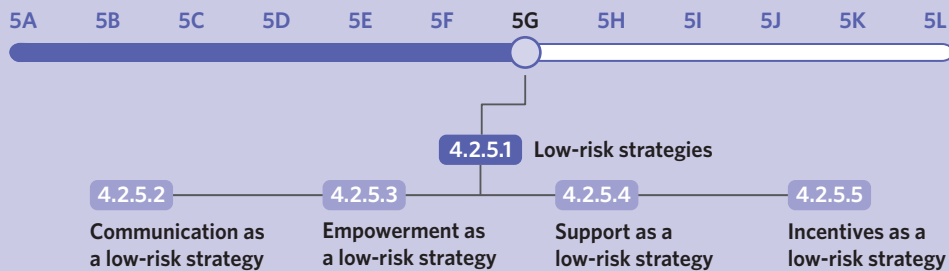 5A 5B 5C 5D 5E 5F 5G 5H 5I 5J 5K 5L
4.2.5.1 Low-risk strategies
4.2.5.2 4.2.5.3 4.2.5.4 4.2.5.5
Communication as
a low-risk strategy
Empowerment as
a low-risk strategy
Support as a
low-risk strategy
Incentives as a
low-risk strategy